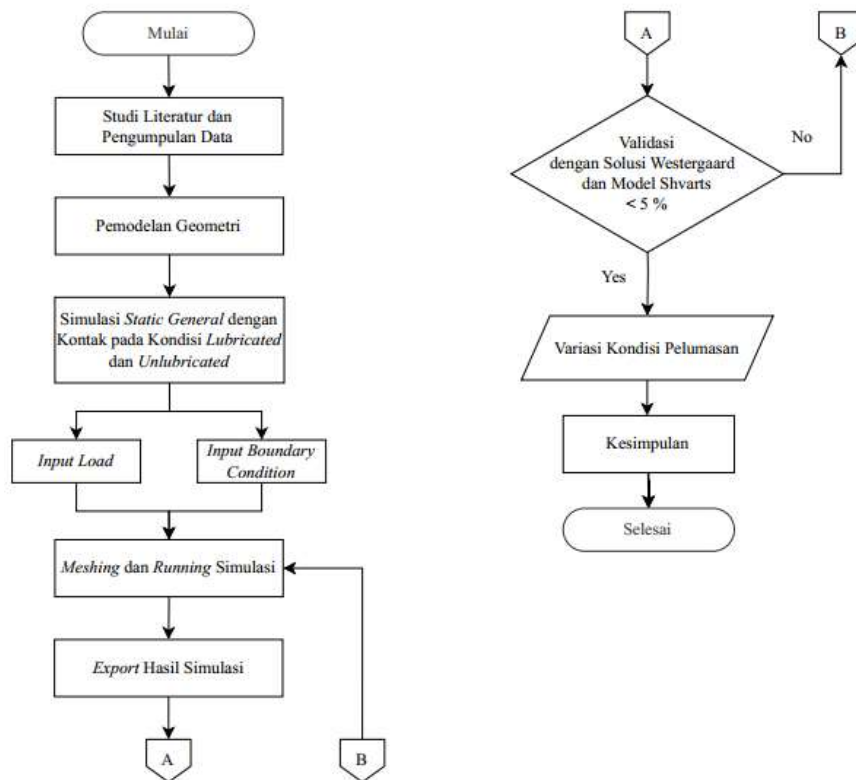 Mulai
Studi Literatur dan
Pengumpulan Data
Pemodelan Geometri
Simulasi Static General dengan
Kontak pada Kondisi Lubricated
dan Unlubricated
Input Load
Input Boundary
Condition
Meshing dan Running Simulasi
Export Hasil Simulasi
A
B
A
B
Validasi
dengan Solusi Westergaard
dan Model Shvarts
< 5 %
No
Yes
Variasi Kondisi Pelumasan
Kesimpulan
Selesai